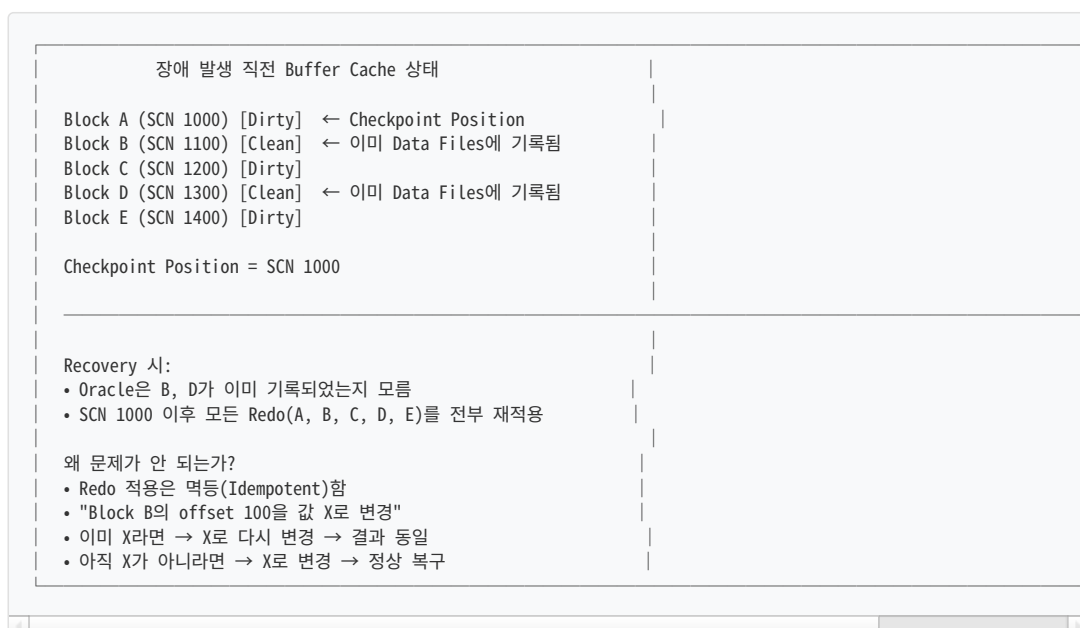 장애 발생 직전 Buffer Cache 상태
Block A (SCN 1000) [Dirty] ← Checkpoint Position
Block B (SCN 1100) [Clean] ← 이미 Data Files에 기록됨
Block C (SCN 1200) [Dirty]
Block D (SCN 1300) [Clean] ← 이미 Data Files에 기록됨
Block E (SCN 1400) [Dirty]
Checkpoint Position = SCN 1000
Recovery 시:
• Oracle은 B, D가 이미 기록되었는지 모름
• SCN 1000 이후 모든 Redo(A, B, C, D, E)를 전부 재적용
왜 문제가 안 되는가?
• Redo 적용은 멱등(Idempotent)함
• "Block B의 offset 100을 값 X로 변경"
• 이미 X라면 → X로 다시 변경 → 결과 동일
• 아직 X가 아니라면 → X로 변경 → 정상 복구